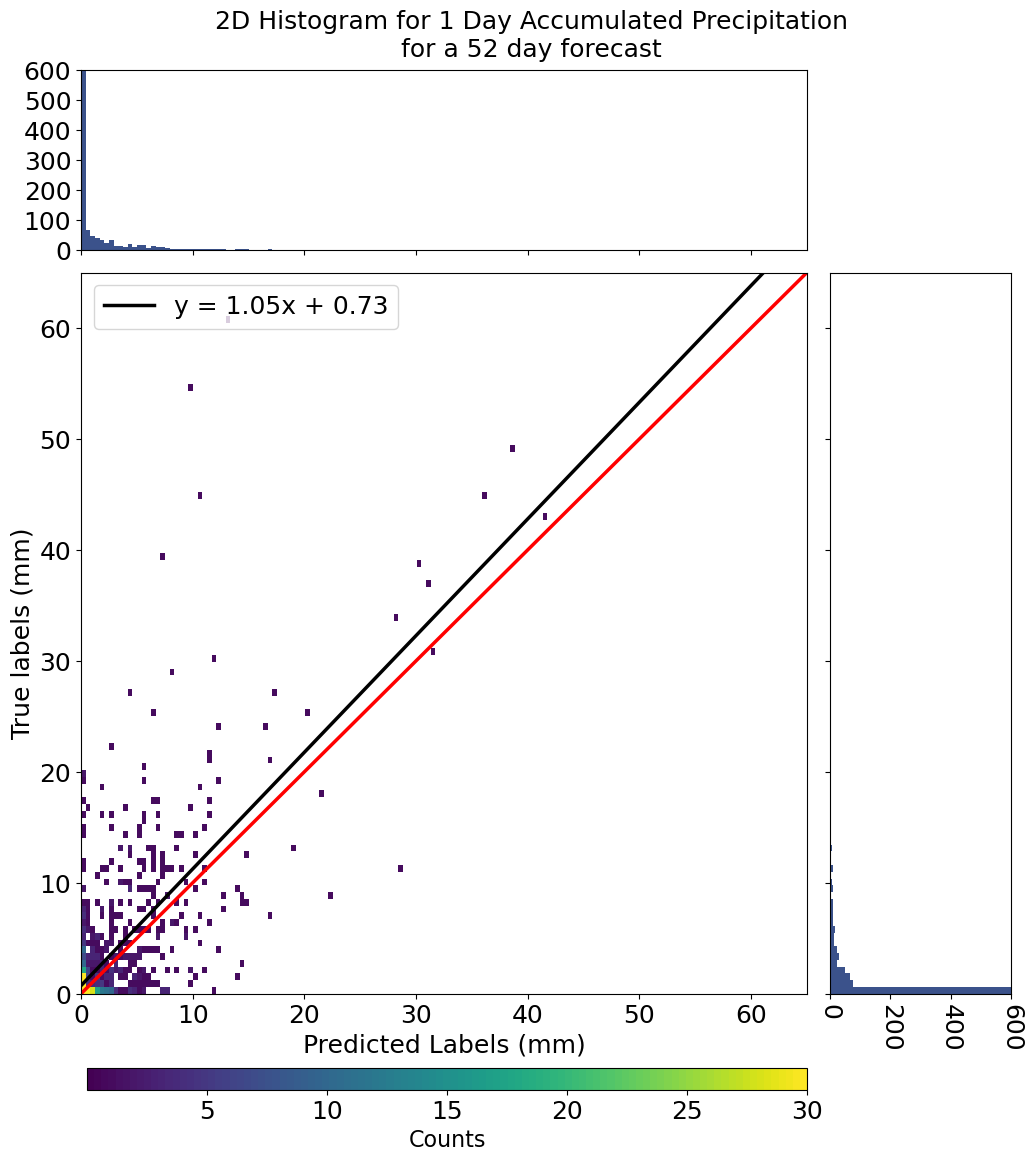 2D Histogram for 1 Day Accumulated Precipitation
for a 52 day forecast
600
500
400
300
200
100
0
y = 1.05x + 0.73
60
50
40
30
20
10
0
True labels (mm)
0 10 20 30 40 50 60
Predicted Labels (mm)
0 200 400 600
5 10 15 20 25 30
Counts